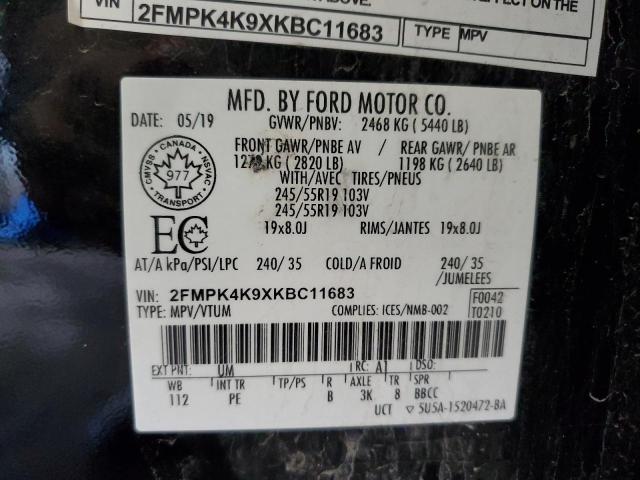 VIN 2FMPK4K9XKBC11683 TYPE MPV
MFD. BY FORD MOTOR CO.
DATE: 05/19 GVWR/PNBV: 2468 KG ( 5440 LB)
FRONT GAWR/PNBE AV / REAR GAWR/ PNBE AR
KG ( 2820 LB) 1198 KG ( 2640 LB)
WITH/AVEC TIRES/PNEUS
245/55R19 103V
245/55R19 103V
19x8.0J RIMS/JANTES 19x8.0J
CMVSS CANADA NSVAC
977
TRANSPORT
EC
AT/A kPa/PSI/LPC 240/ 35 COLD/A FROID 240/ 35
/JUMELEES
VIN: 2FMPK4K9XKBC11683 F0042
TYPE: MPV/VTUM COMPLIES: ICES/NMB-002 T0210
EXT PNT: UM RC: A1 DSO:
WB INT TR TP/PS R AXLE TR SPR
112 PE B 3K 8 BBCC
UCT ▽ 5U5A-1520472-BA